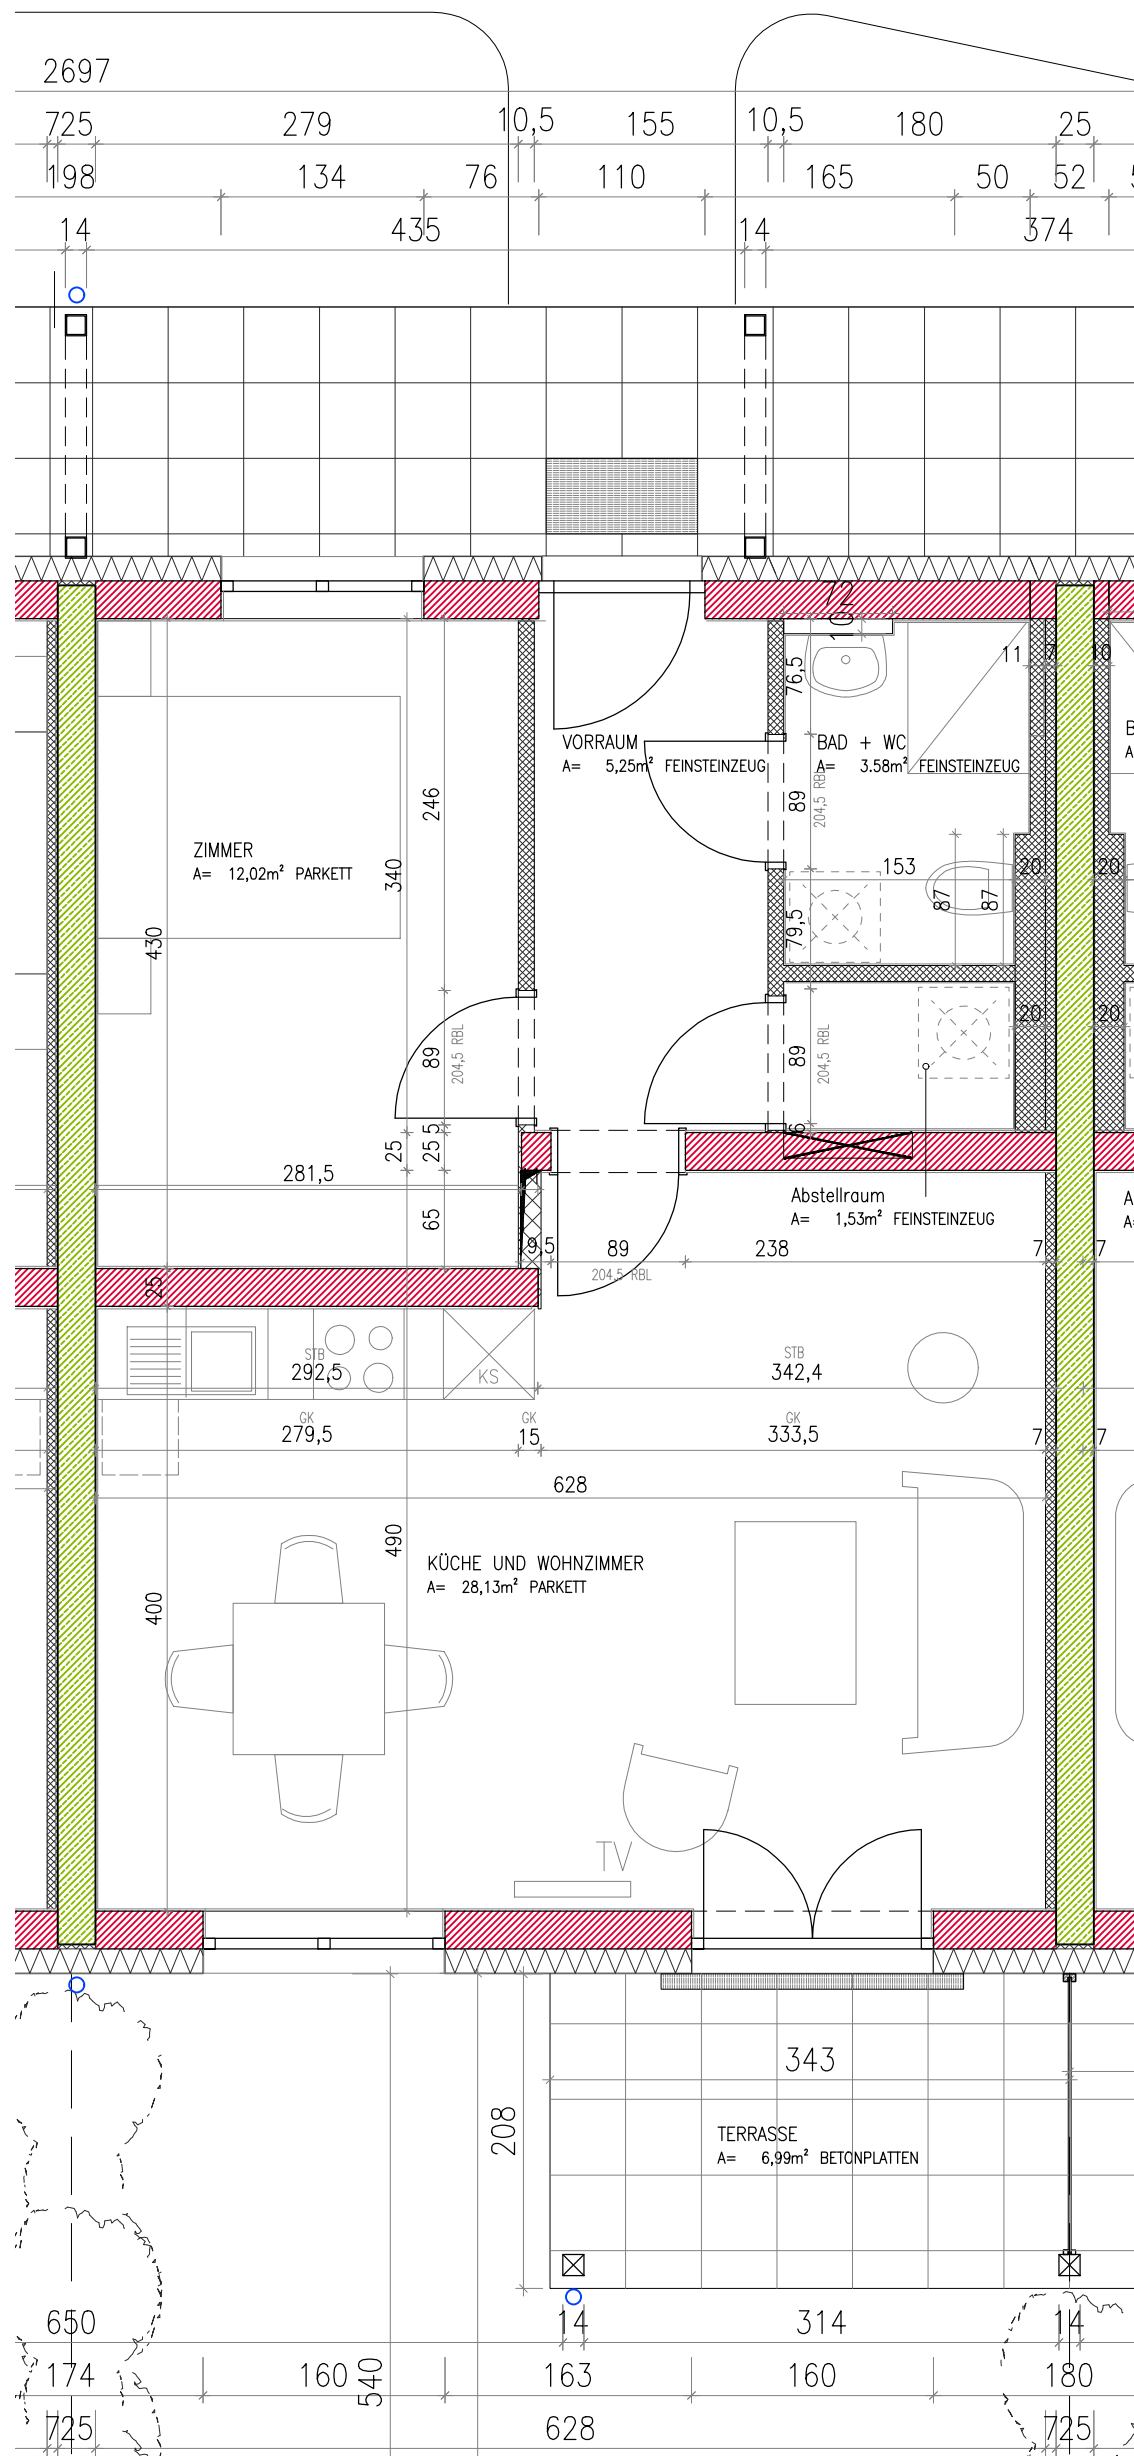 2697
725 279 10,5 155 10,5 180 25
198 134 76 110 165 50 52
14 435 14 374
72
102
11 7 10
76,5
VORRAUM
A= 5,25m² FEINSTEINZEUG
BAD + WC
A= 3.58m² FEINSTEINZEUG
246
89
204,5 RBL
ZIMMER
A= 12,02m² PARKETT
340
153
20 20
87 87
79,5
430
20 20
89
204,5 RBL
89
204,5 RBL
5
25
25
6
281,5
65
Abstellraum
A= 1,53m² FEINSTEINZEUG
9,5 89 238 7 7
204,5 RBL
25
STB
292,5
STB
342,4
KS
GK
279,5
GK
15
GK
333,5
7 7
628
490
KÜCHE UND WOHNZIMMER
A= 28,13m² PARKETT
400
TV
343
208
TERRASSE
A= 6,99m² BETONPLATTEN
650 14 314 14
174 160 163 160 180
540
725 628 725